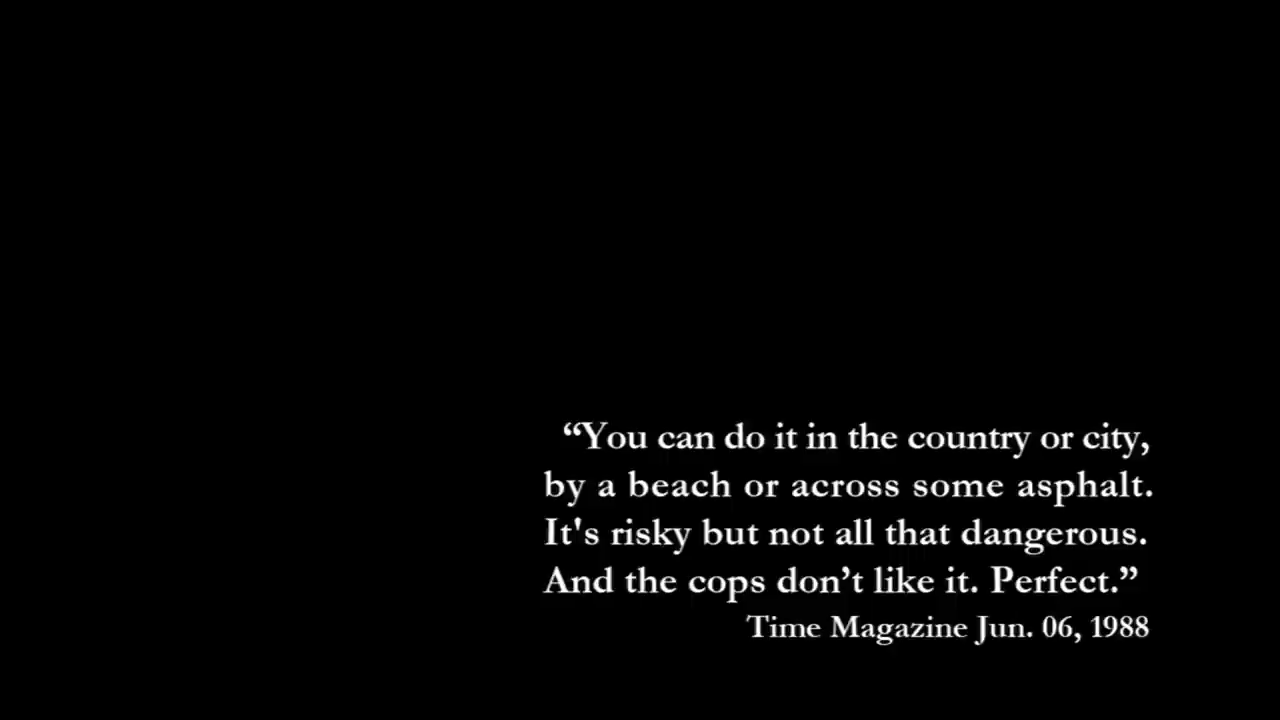 “You can do it in the country or city,
by a beach or across some asphalt.
It's risky but not all that dangerous.
And the cops don’t like it. Perfect.”
Time Magazine Jun. 06, 1988